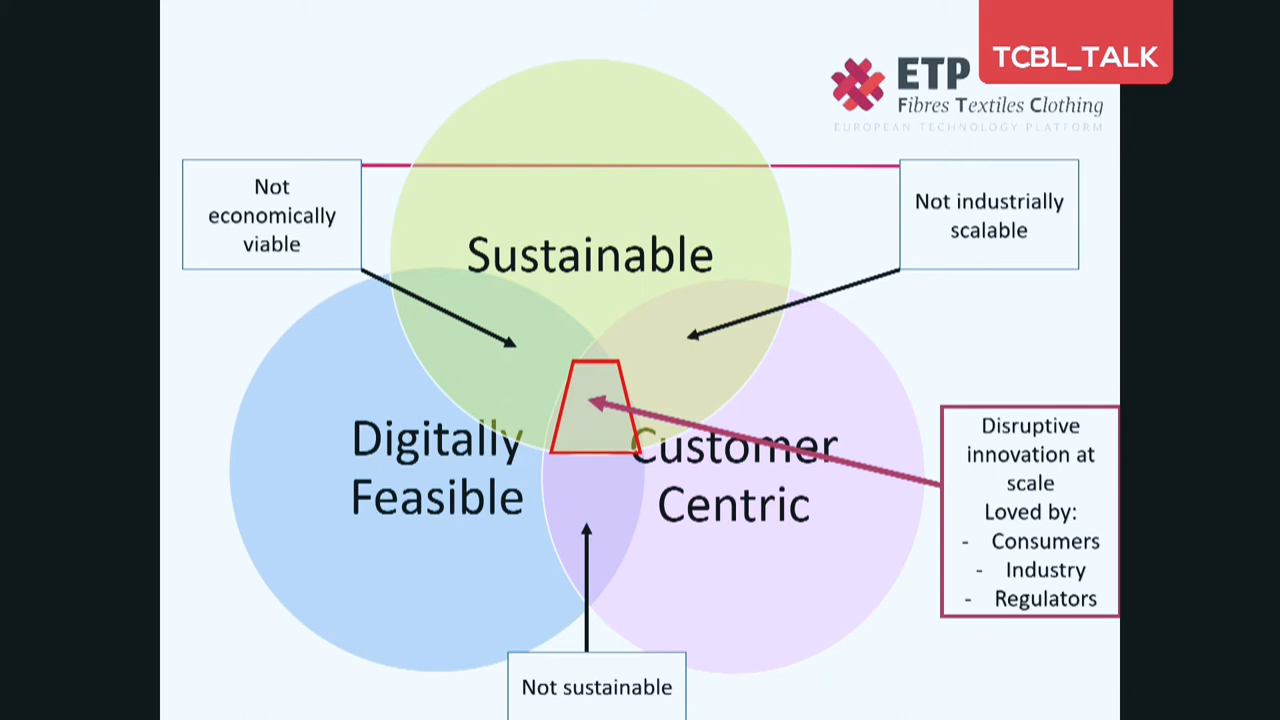 TCBL_TALK
ETP
Fibres Textiles Clothing
EUROPEAN TECHNOLOGY PLATFORM
Not
economically
viable
Not industrially
scalable
Sustainable
Digitally
Feasible
Customer
Centric
Disruptive
innovation at
scale
Loved by:
- Consumers
- Industry
- Regulators
Not sustainable